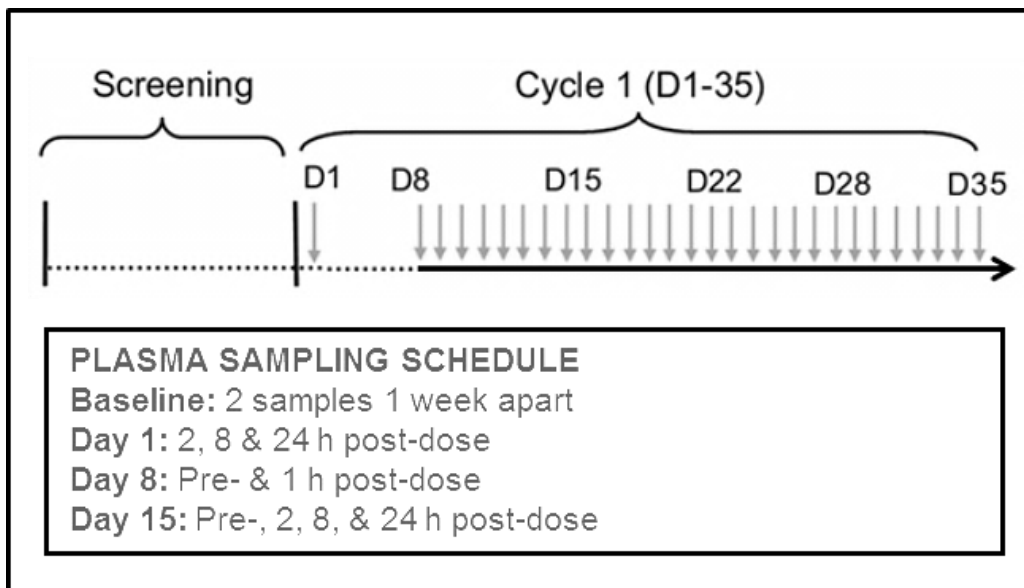 Screening
Cycle 1 (D1-35)
D1 D8 D15 D22 D28 D35
PLASMA SAMPLING SCHEDULE
Baseline: 2 samples 1 week apart
Day 1: 2, 8 & 24 h post-dose
Day 8: Pre- & 1 h post-dose
Day 15: Pre-, 2, 8, & 24 h post-dose